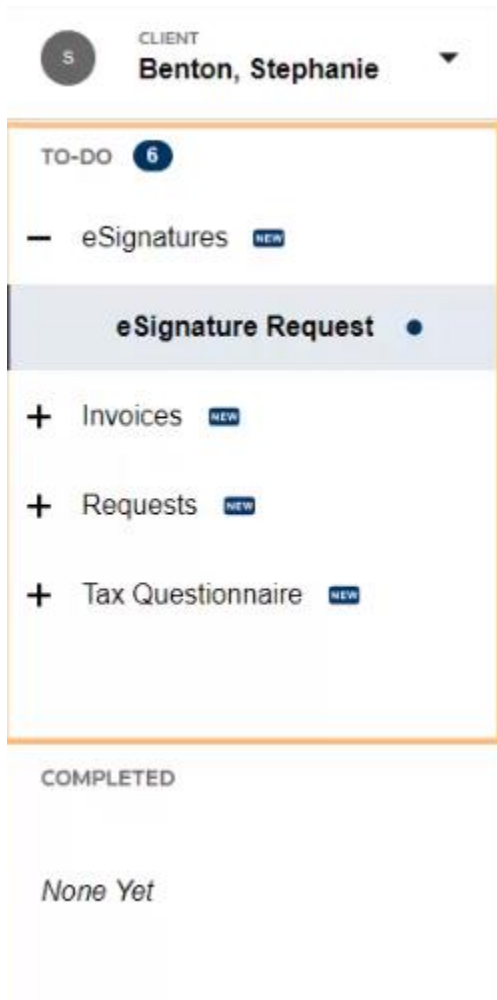 S
CLIENT
Benton, Stephanie
TO-DO 6
eSignatures NEW
eSignature Request
Invoices NEW
Requests NEW
Tax Questionnaire NEW
COMPLETED
None Yet